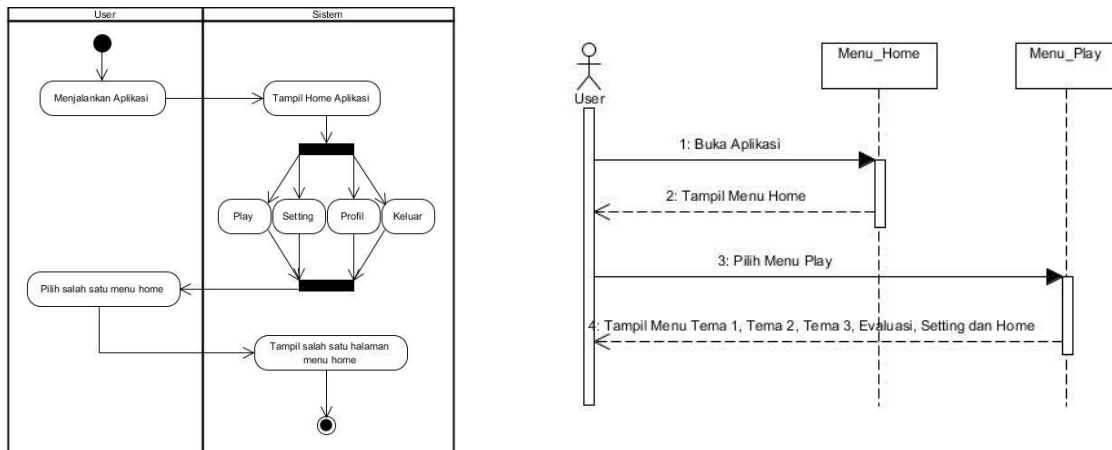 User
Sistem
Menjalankan Aplikasi
Tampil Home Aplikasi
Play
Setting
Profil
Keluar
Pilih salah satu menu home
Tampil salah satu halaman
menu home
Menu_Home
Menu_Play
User
1: Buka Aplikasi
2: Tampil Menu Home
3: Pilih Menu Play
4: Tampil Menu Tema 1, Tema 2, Tema 3, Evaluasi, Setting dan Home